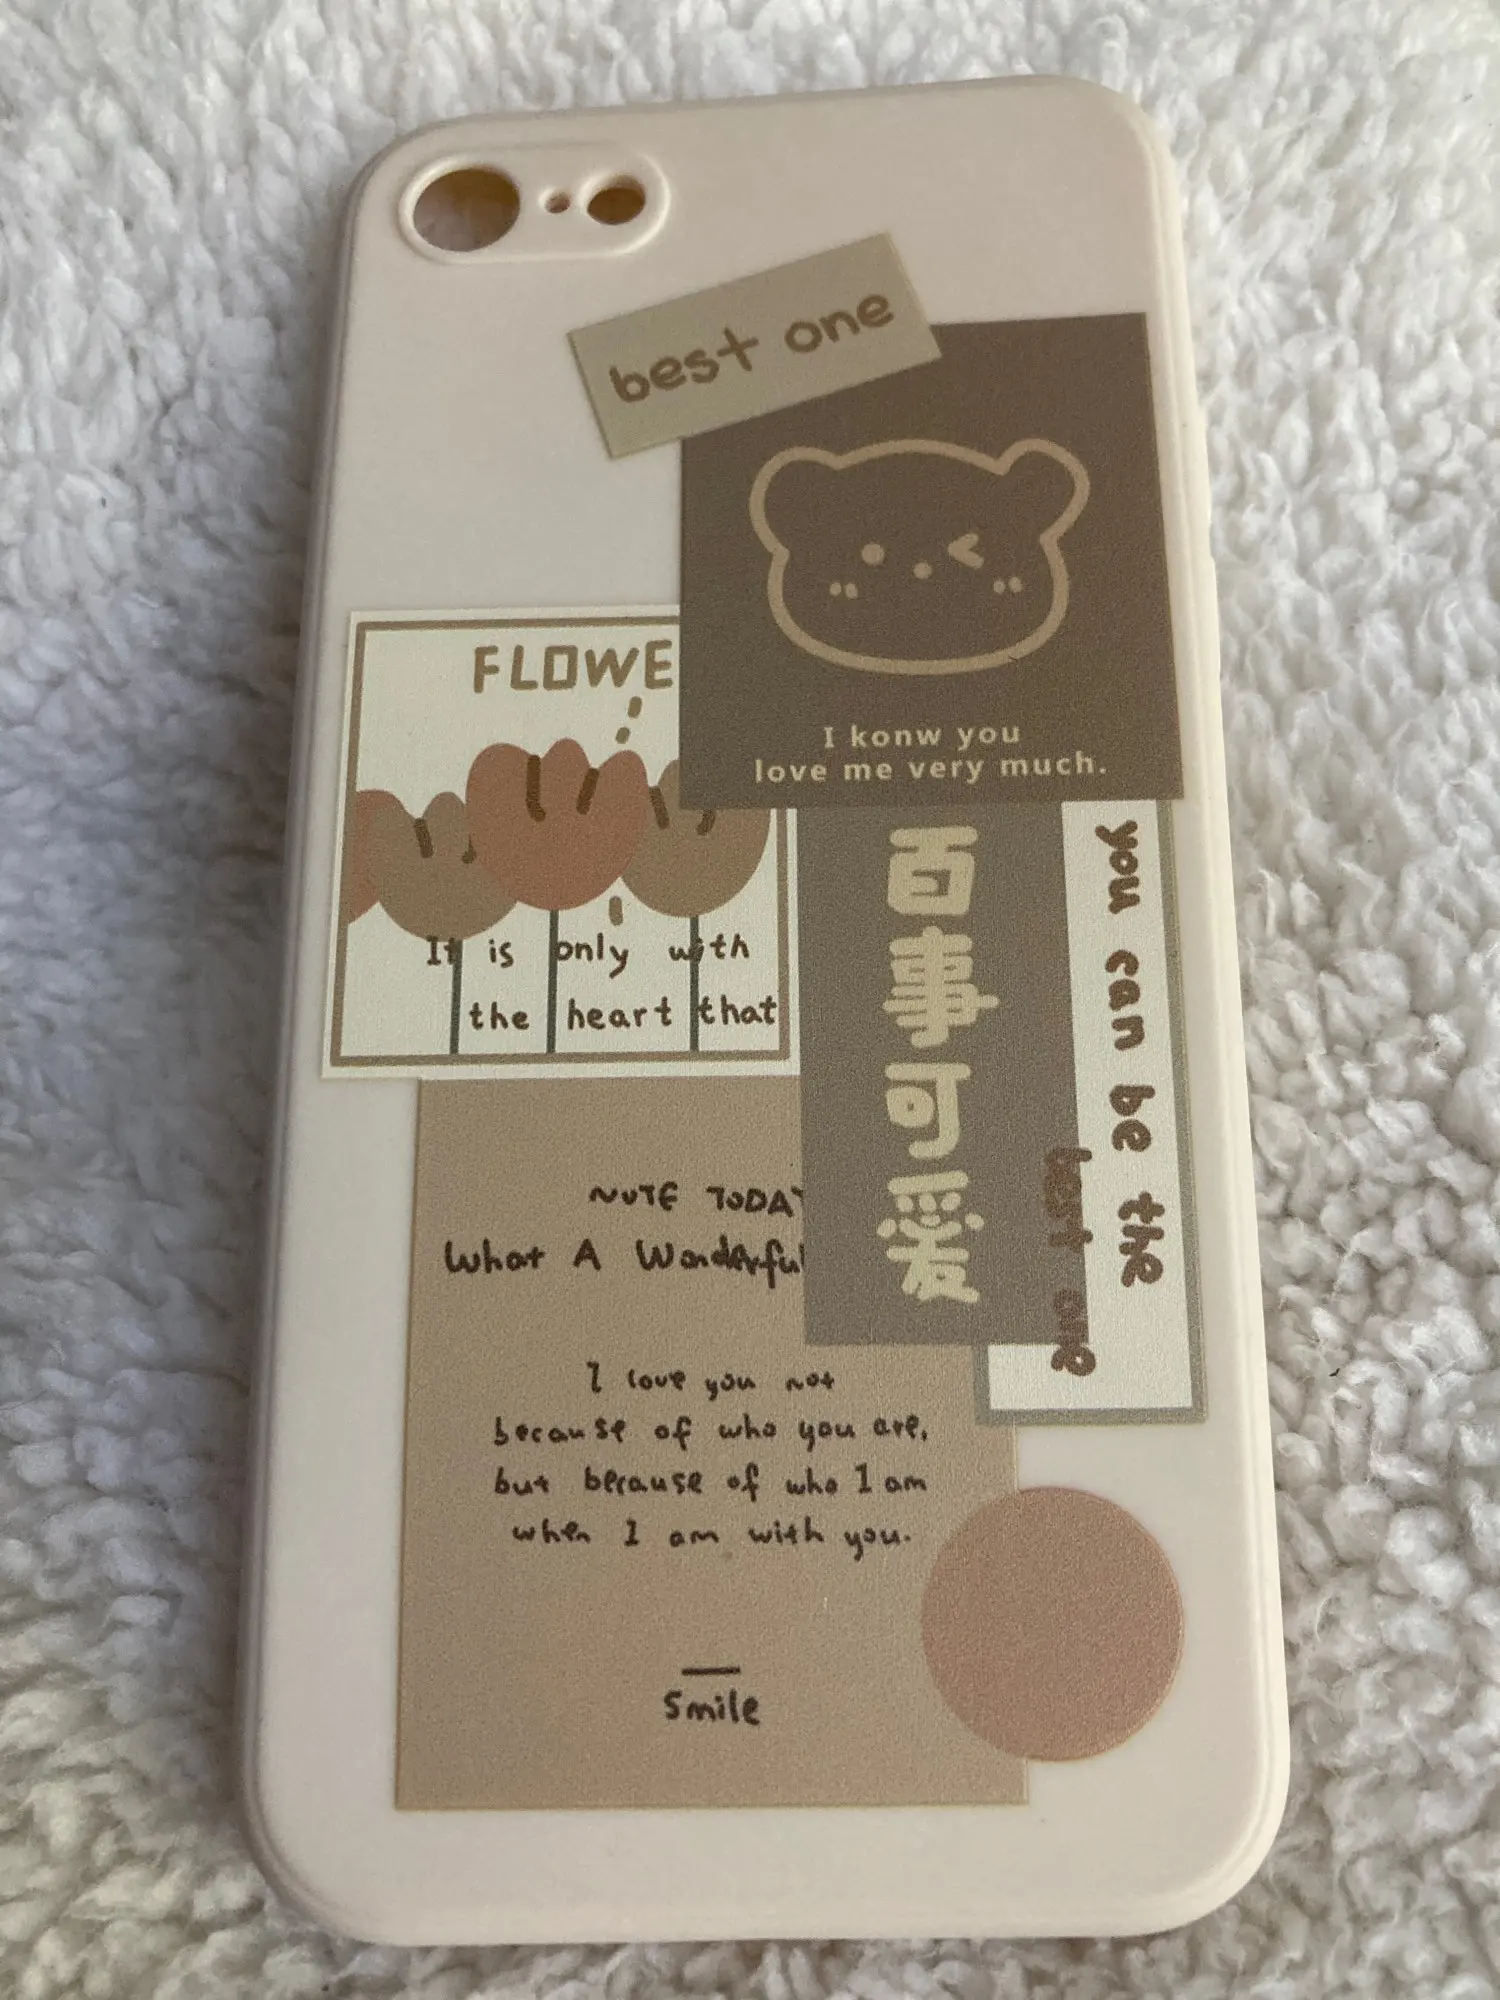 best one
I konw you
love me very much.
FLOWE
It is only with
the heart that
百事可爱
you can be the
best one
NOTE TODAY
What A Wonderful
I love you not
because of who you are,
but because of who I am
when I am with you.
Smile